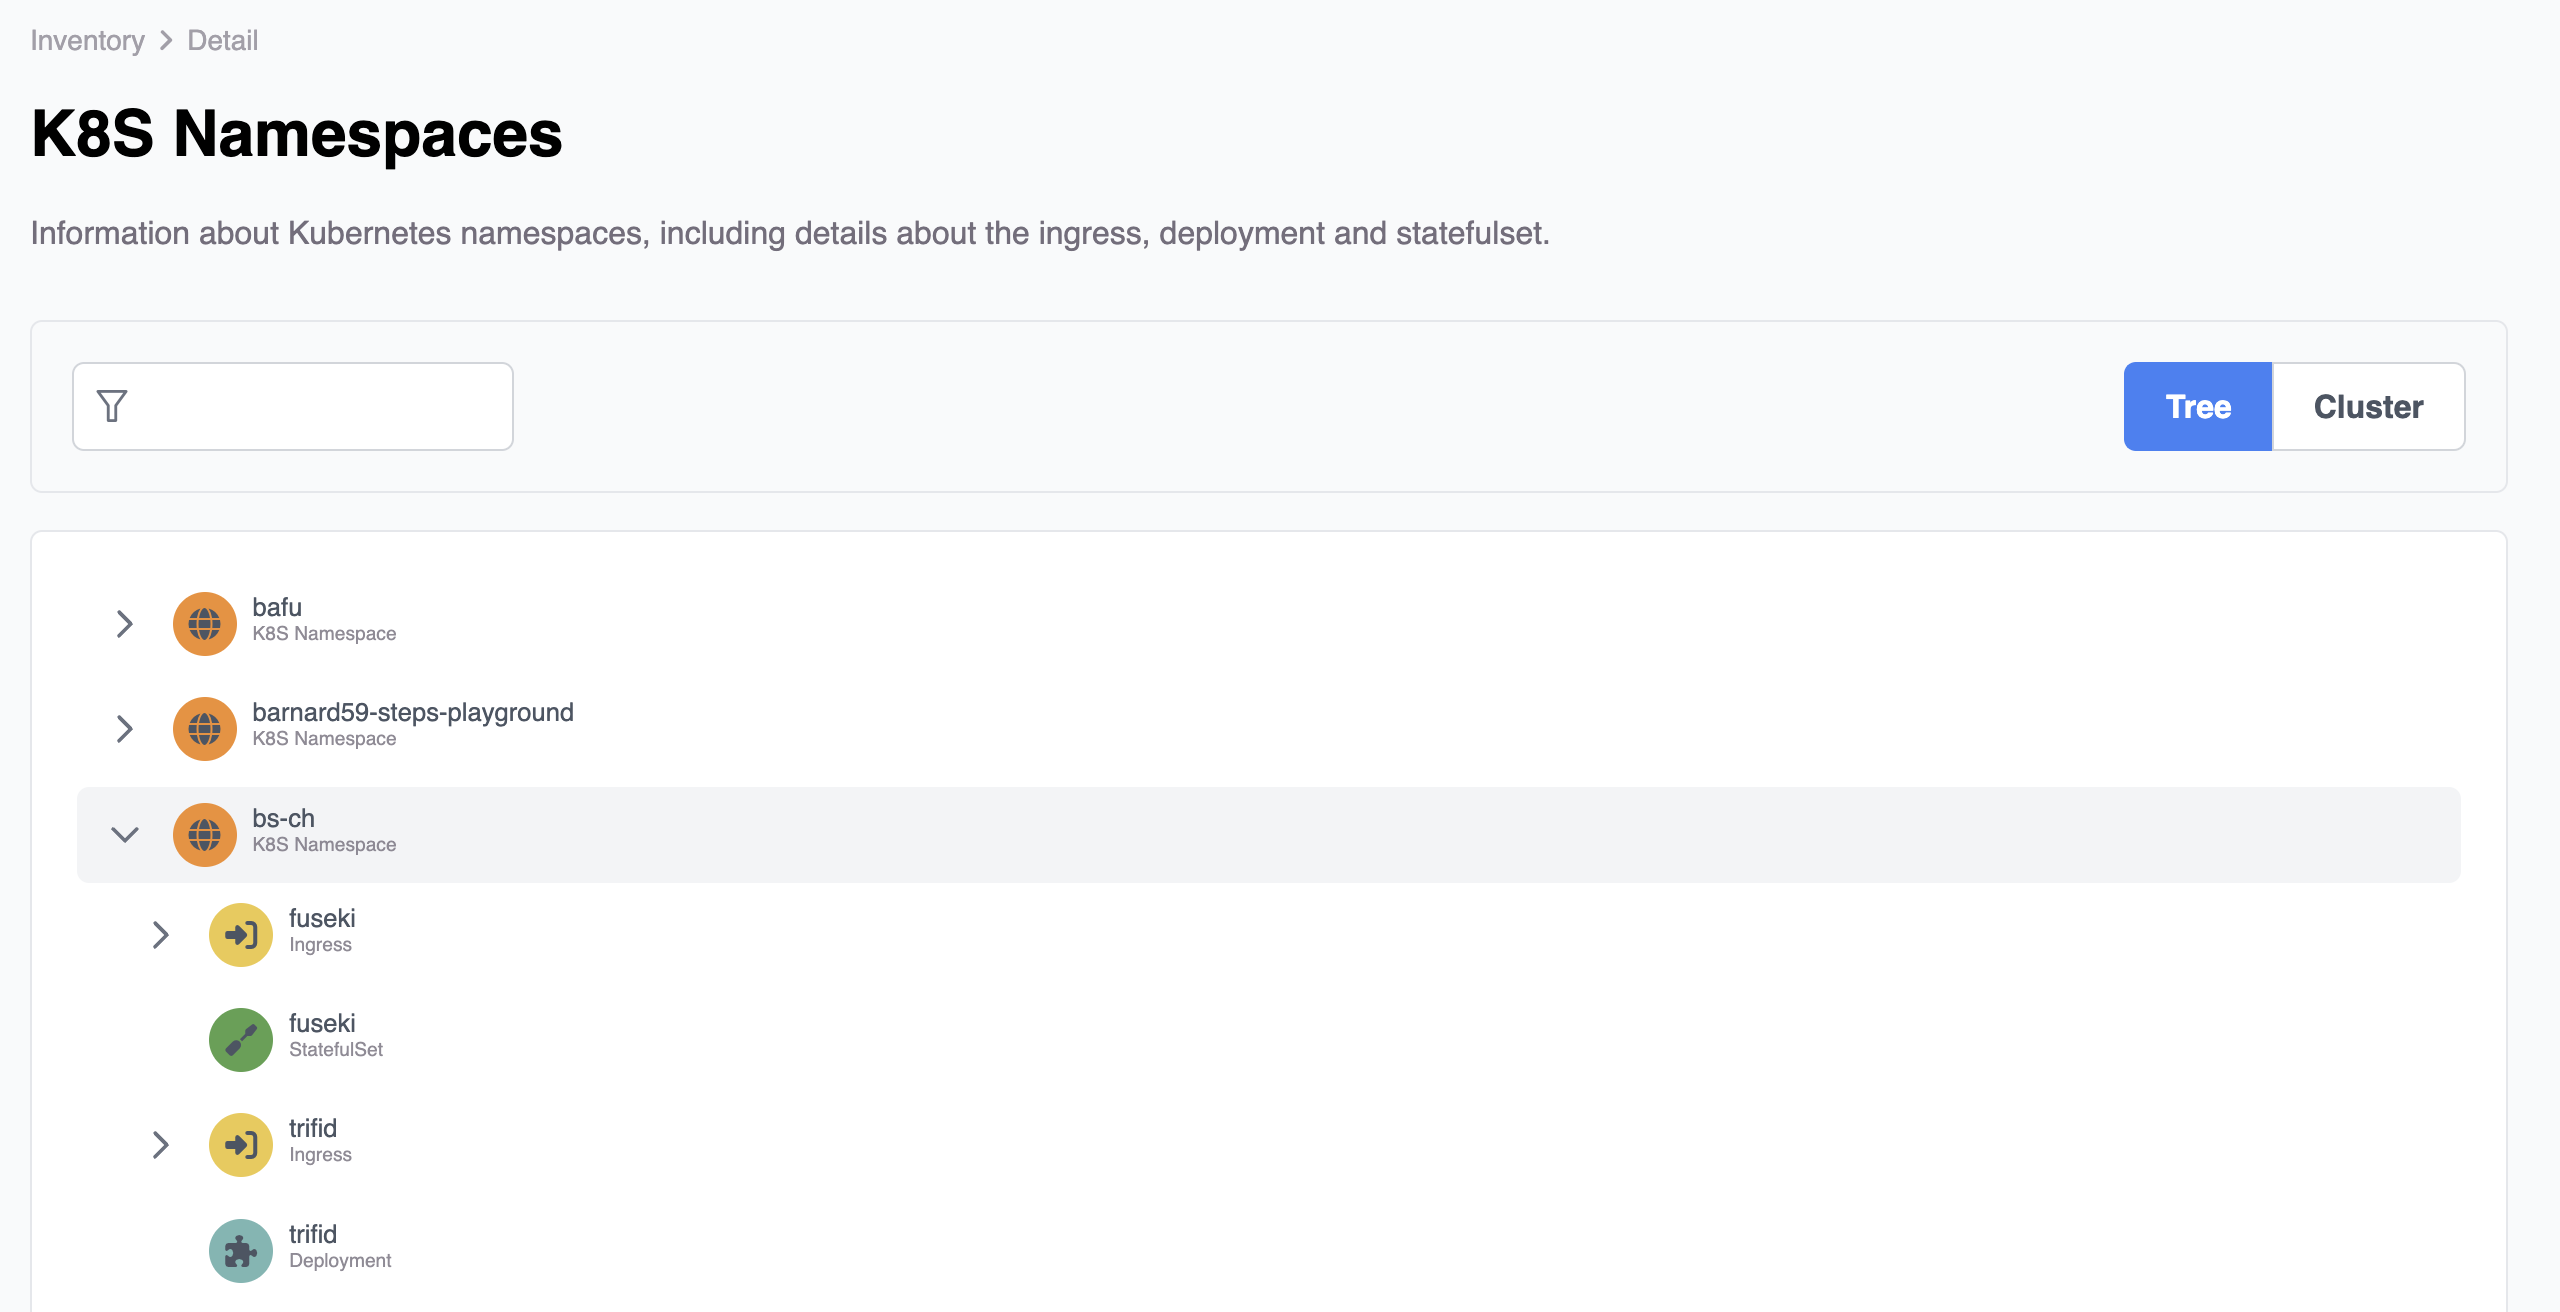 Inventory > Detail
K8S Namespaces
Information about Kubernetes namespaces, including details about the ingress, deployment and statefulset.
Tree Cluster
bafu
K8S Namespace
barnard59-steps-playground
K8S Namespace
bs-ch
K8S Namespace
fuseki
Ingress
fuseki
StatefulSet
trifid
Ingress
trifid
Deployment